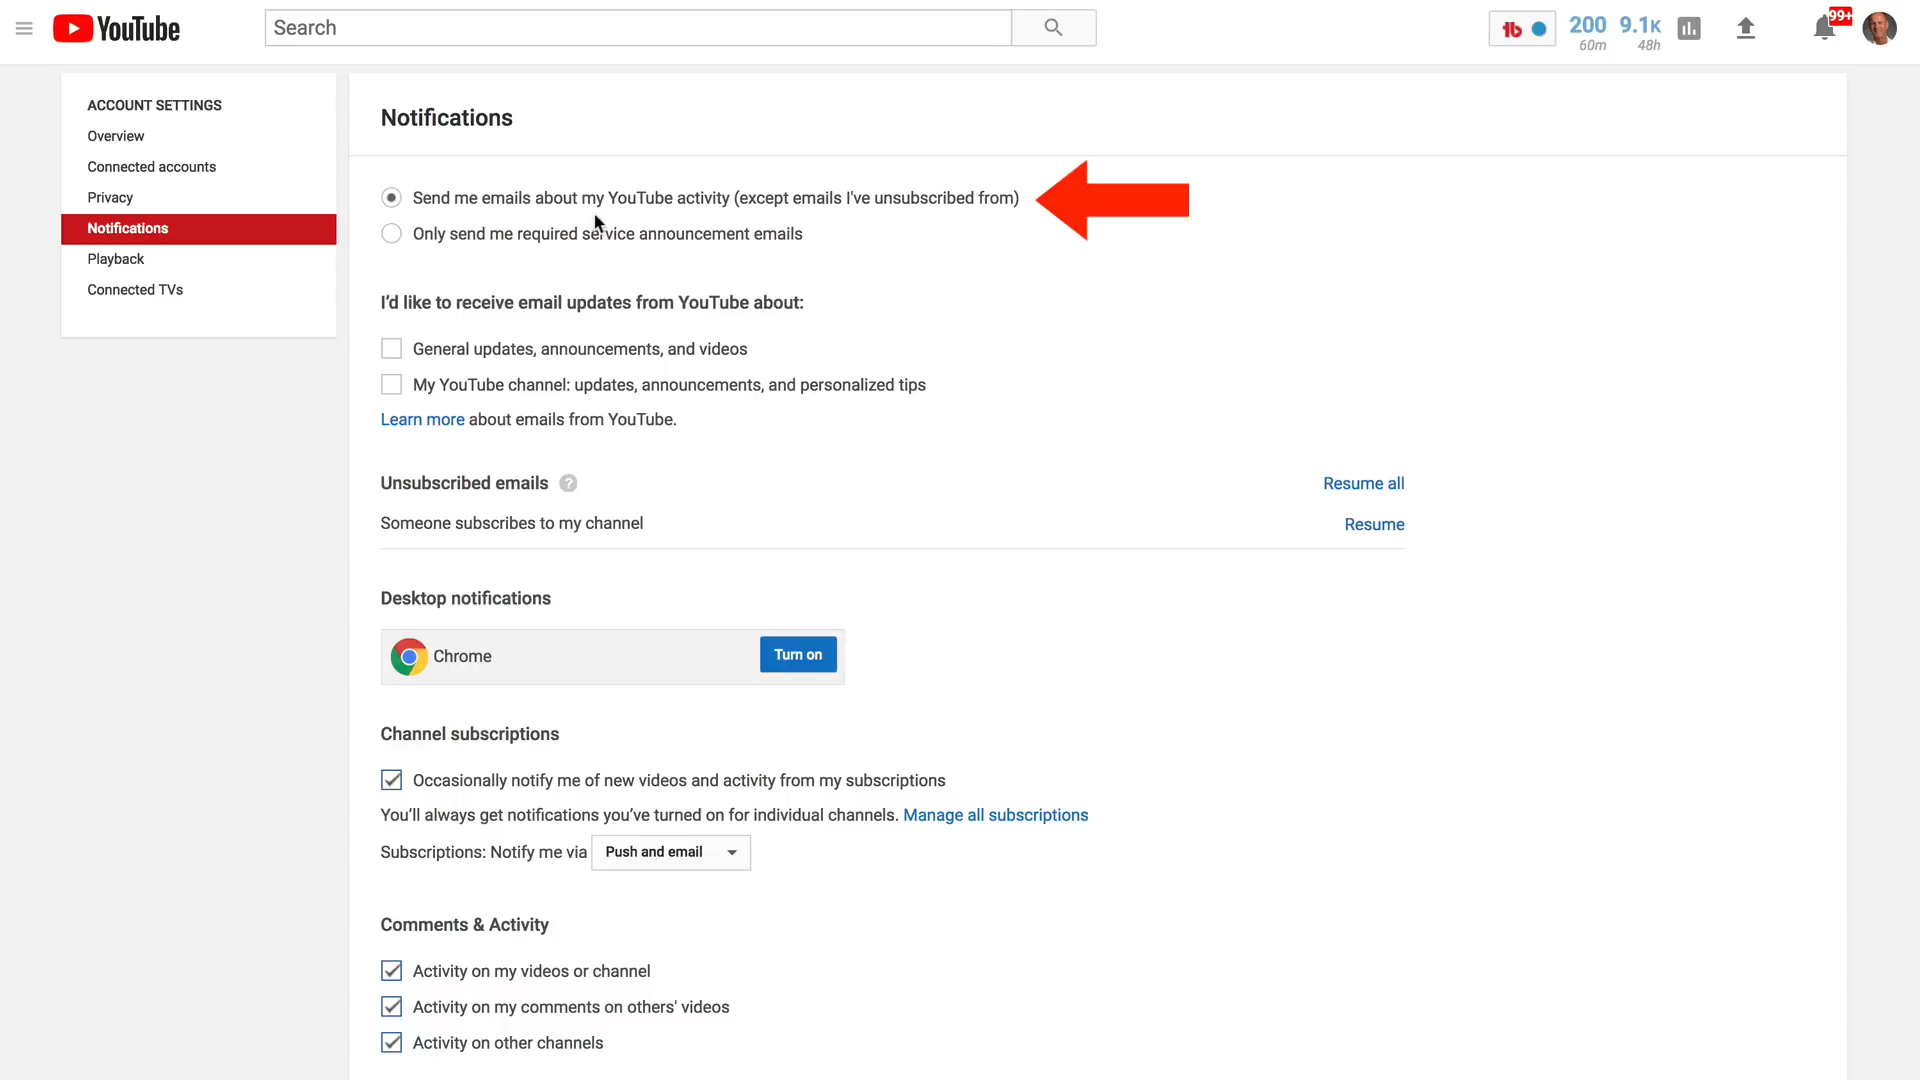 YouTube
Search
tb
200
60m
9.1K
48h
99+
ACCOUNT SETTINGS
Overview
Connected accounts
Privacy
Notifications
Playback
Connected TVs
Notifications
Send me emails about my YouTube activity (except emails I've unsubscribed from)
Only send me required service announcement emails
I'd like to receive email updates from YouTube about:
General updates, announcements, and videos
My YouTube channel: updates, announcements, and personalized tips
Learn more about emails from YouTube.
Unsubscribed emails ?
Resume all
Someone subscribes to my channel
Resume
Desktop notifications
Chrome
Turn on
Channel subscriptions
Occasionally notify me of new videos and activity from my subscriptions
You'll always get notifications you've turned on for individual channels. Manage all subscriptions
Subscriptions: Notify me via Push and email
Comments & Activity
Activity on my videos or channel
Activity on my comments on others' videos
Activity on other channels